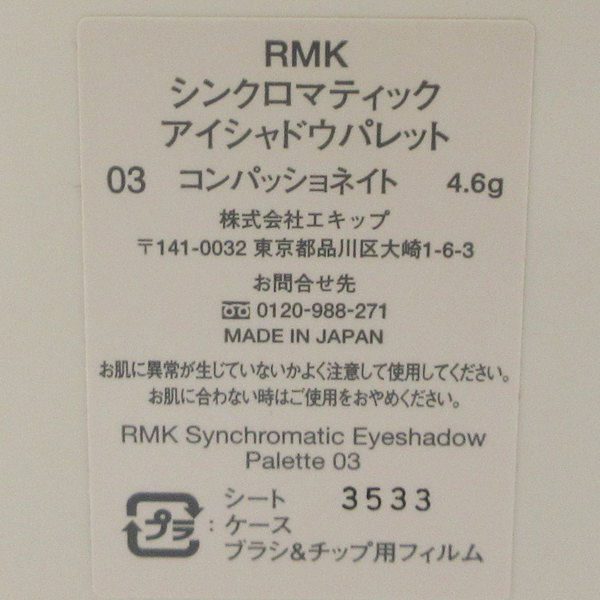 RMK
シンクロマティック
アイシャドウパレット
03 コンパッショネイト 4.6g
株式会社エキップ
〒141-0032 東京都品川区大崎1-6-3
お問合せ先
0120-988-271
MADE IN JAPAN
お肌に異常が生じていないかよく注意して使用してください。
お肌に合わない時はご使用をおやめください。
RMK Synchromatic Eyeshadow
Palette 03
プラ : シート 3533
ケース
ブラシ&チップ用フィルム